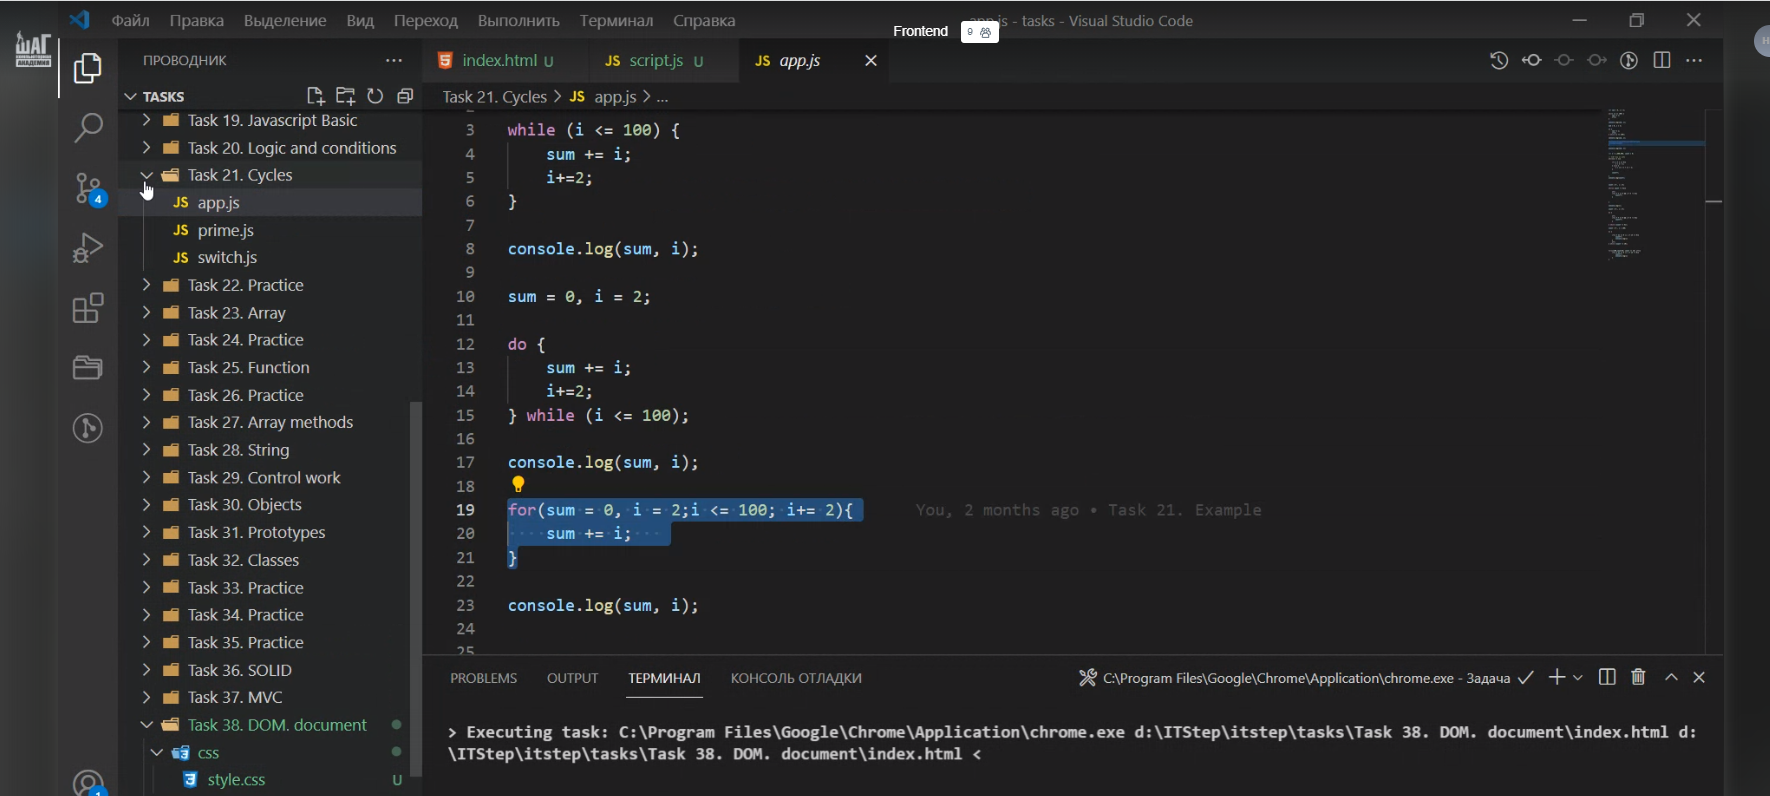 Файл Правка Выделение Вид Переход Выполнить Терминал Справка
app.js - tasks - Visual Studio Code
Frontend 9
ШАГ
ПРОВОДНИК
index.html U
JS script.js U
JS app.js
TASKS
Task 21. Cycles > JS app.js > ...
Task 19. Javascript Basic
Task 20. Logic and conditions
Task 21. Cycles
JS app.js
JS prime.js
JS switch.js
Task 22. Practice
Task 23. Array
Task 24. Practice
Task 25. Function
Task 26. Practice
Task 27. Array methods
Task 28. String
Task 29. Control work
Task 30. Objects
Task 31. Prototypes
Task 32. Classes
Task 33. Practice
Task 34. Practice
Task 35. Practice
Task 36. SOLID
Task 37. MVC
Task 38. DOM. document
css
style.css U
4
1
3 while (i <= 100) {
4 sum += i;
5 i+=2;
6 }
7
8 console.log(sum, i);
9
10 sum = 0, i = 2;
11
12 do {
13 sum += i;
14 i+=2;
15 } while (i <= 100);
16
17 console.log(sum, i);
18
19 for(sum = 0, i = 2;i <= 100; i+= 2){ You, 2 months ago • Task 21. Example
20 sum += i;
21 }
22
23 console.log(sum, i);
24
25
PROBLEMS OUTPUT ТЕРМИНАЛ КОНСОЛЬ ОТЛАДКИ
C:\Program Files\Google\Chrome\Application\chrome.exe - Задача
> Executing task: C:\Program Files\Google\Chrome\Application\chrome.exe d:\ITStep\itstep\tasks\Task 38. DOM. document\index.html d:
\ITStep\itstep\tasks\Task 38. DOM. document\index.html <